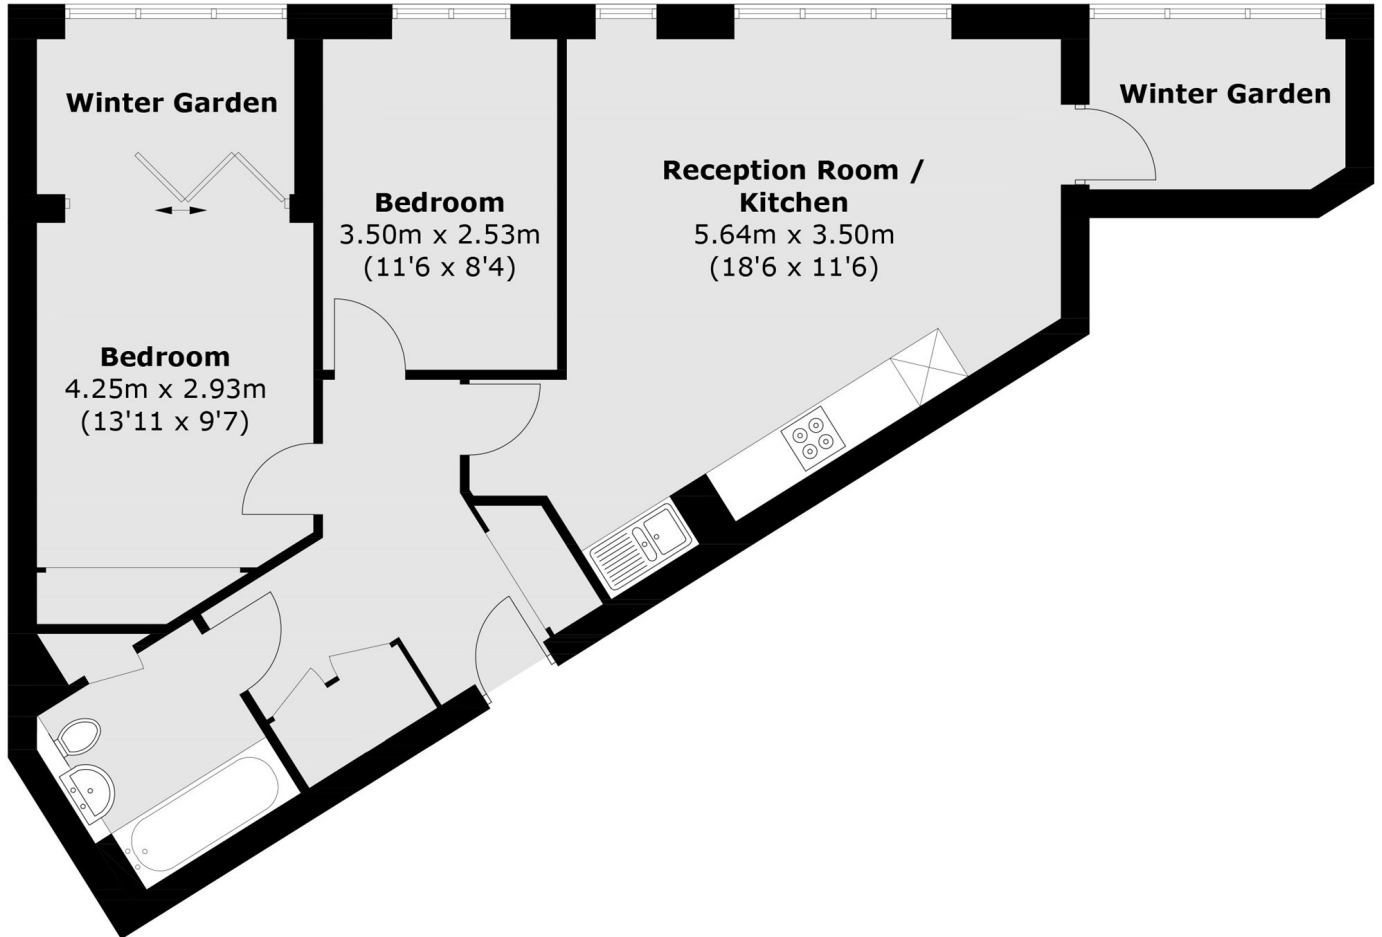 Winter Garden
Winter Garden
Reception Room /
Kitchen
5.64m x 3.50m
(18'6 x 11'6)
Bedroom
3.50m x 2.53m
(11'6 x 8'4)
Bedroom
4.25m x 2.93m
(13'11 x 9'7)